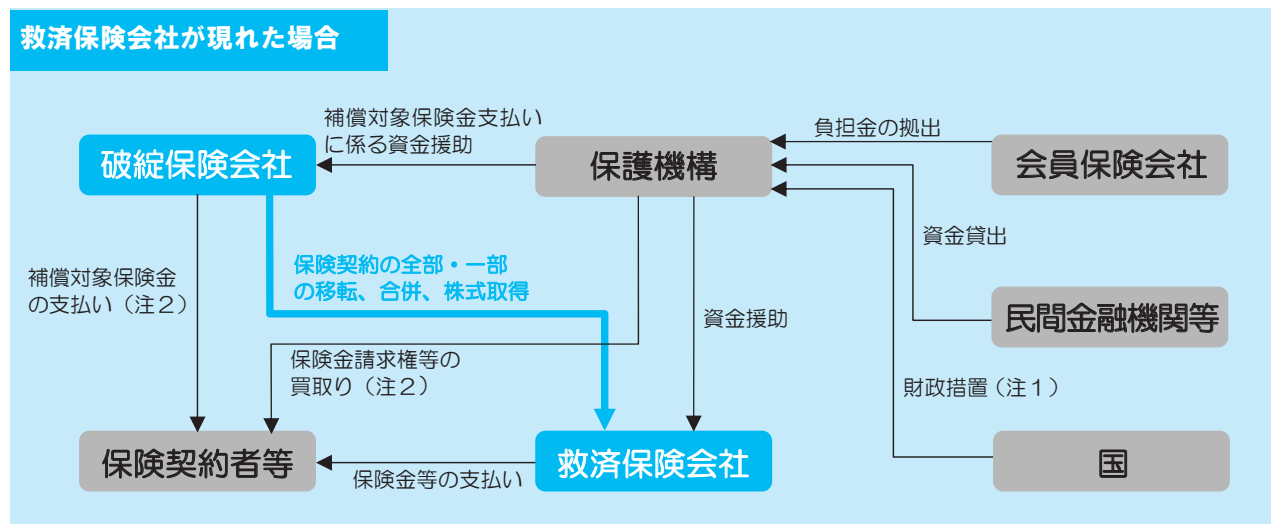 救済保険会社が現れた場合
補償対象保険金支払い
に係る資金援助
負担金の拠出
破綻保険会社
保護機構
会員保険会社
資金貸出
保険契約の全部・一部
の移転、合併、株式取得
補償対象保険金
の支払い（注２）
資金援助
民間金融機関等
保険金請求権等の
買取り（注２）
財政措置（注１）
保険契約者等
保険金等の支払い
救済保険会社
国